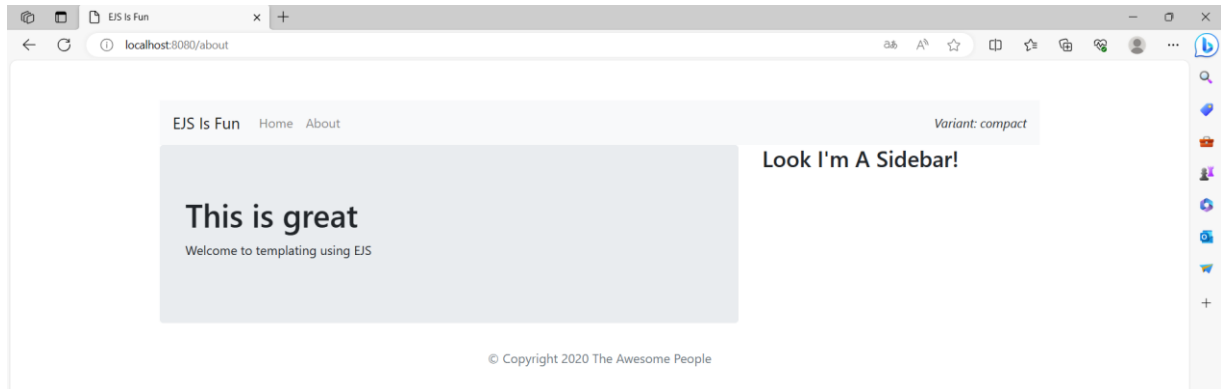 EJS Is Fun
localhost:8080/about
EJS Is Fun Home About Variant: compact
Look I'm A Sidebar!
This is great
Welcome to templating using EJS
© Copyright 2020 The Awesome People